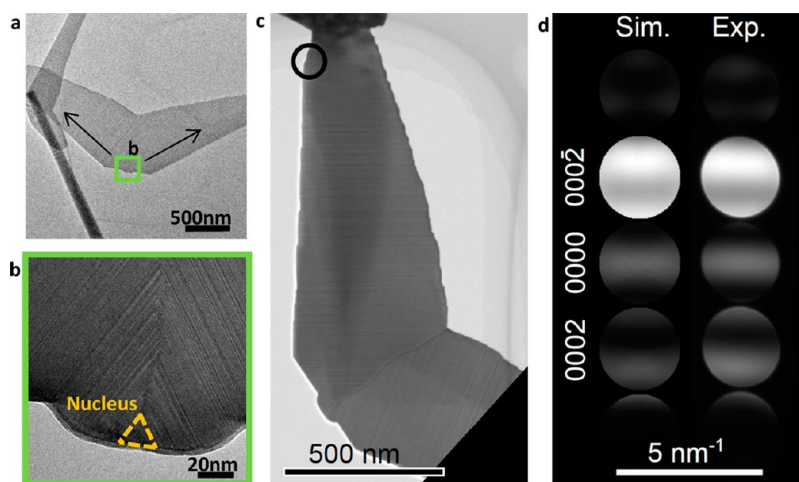 a
b
500nm
b
Nucleus
20nm
c
500 nm
d
Sim. Exp.
0002̄
0000
0002
5 nm⁻¹